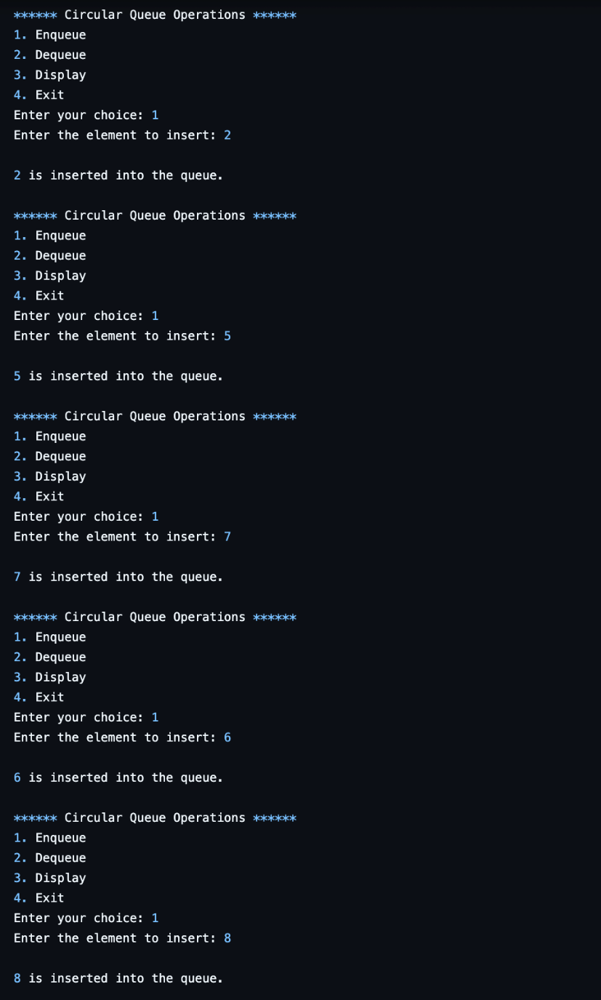 ****** Circular Queue Operations ******
1. Enqueue
2. Dequeue
3. Display
4. Exit
Enter your choice: 1
Enter the element to insert: 2
2 is inserted into the queue.
****** Circular Queue Operations ******
1. Enqueue
2. Dequeue
3. Display
4. Exit
Enter your choice: 1
Enter the element to insert: 5
5 is inserted into the queue.
****** Circular Queue Operations ******
1. Enqueue
2. Dequeue
3. Display
4. Exit
Enter your choice: 1
Enter the element to insert: 7
7 is inserted into the queue.
****** Circular Queue Operations ******
1. Enqueue
2. Dequeue
3. Display
4. Exit
Enter your choice: 1
Enter the element to insert: 6
6 is inserted into the queue.
****** Circular Queue Operations ******
1. Enqueue
2. Dequeue
3. Display
4. Exit
Enter your choice: 1
Enter the element to insert: 8
8 is inserted into the queue.